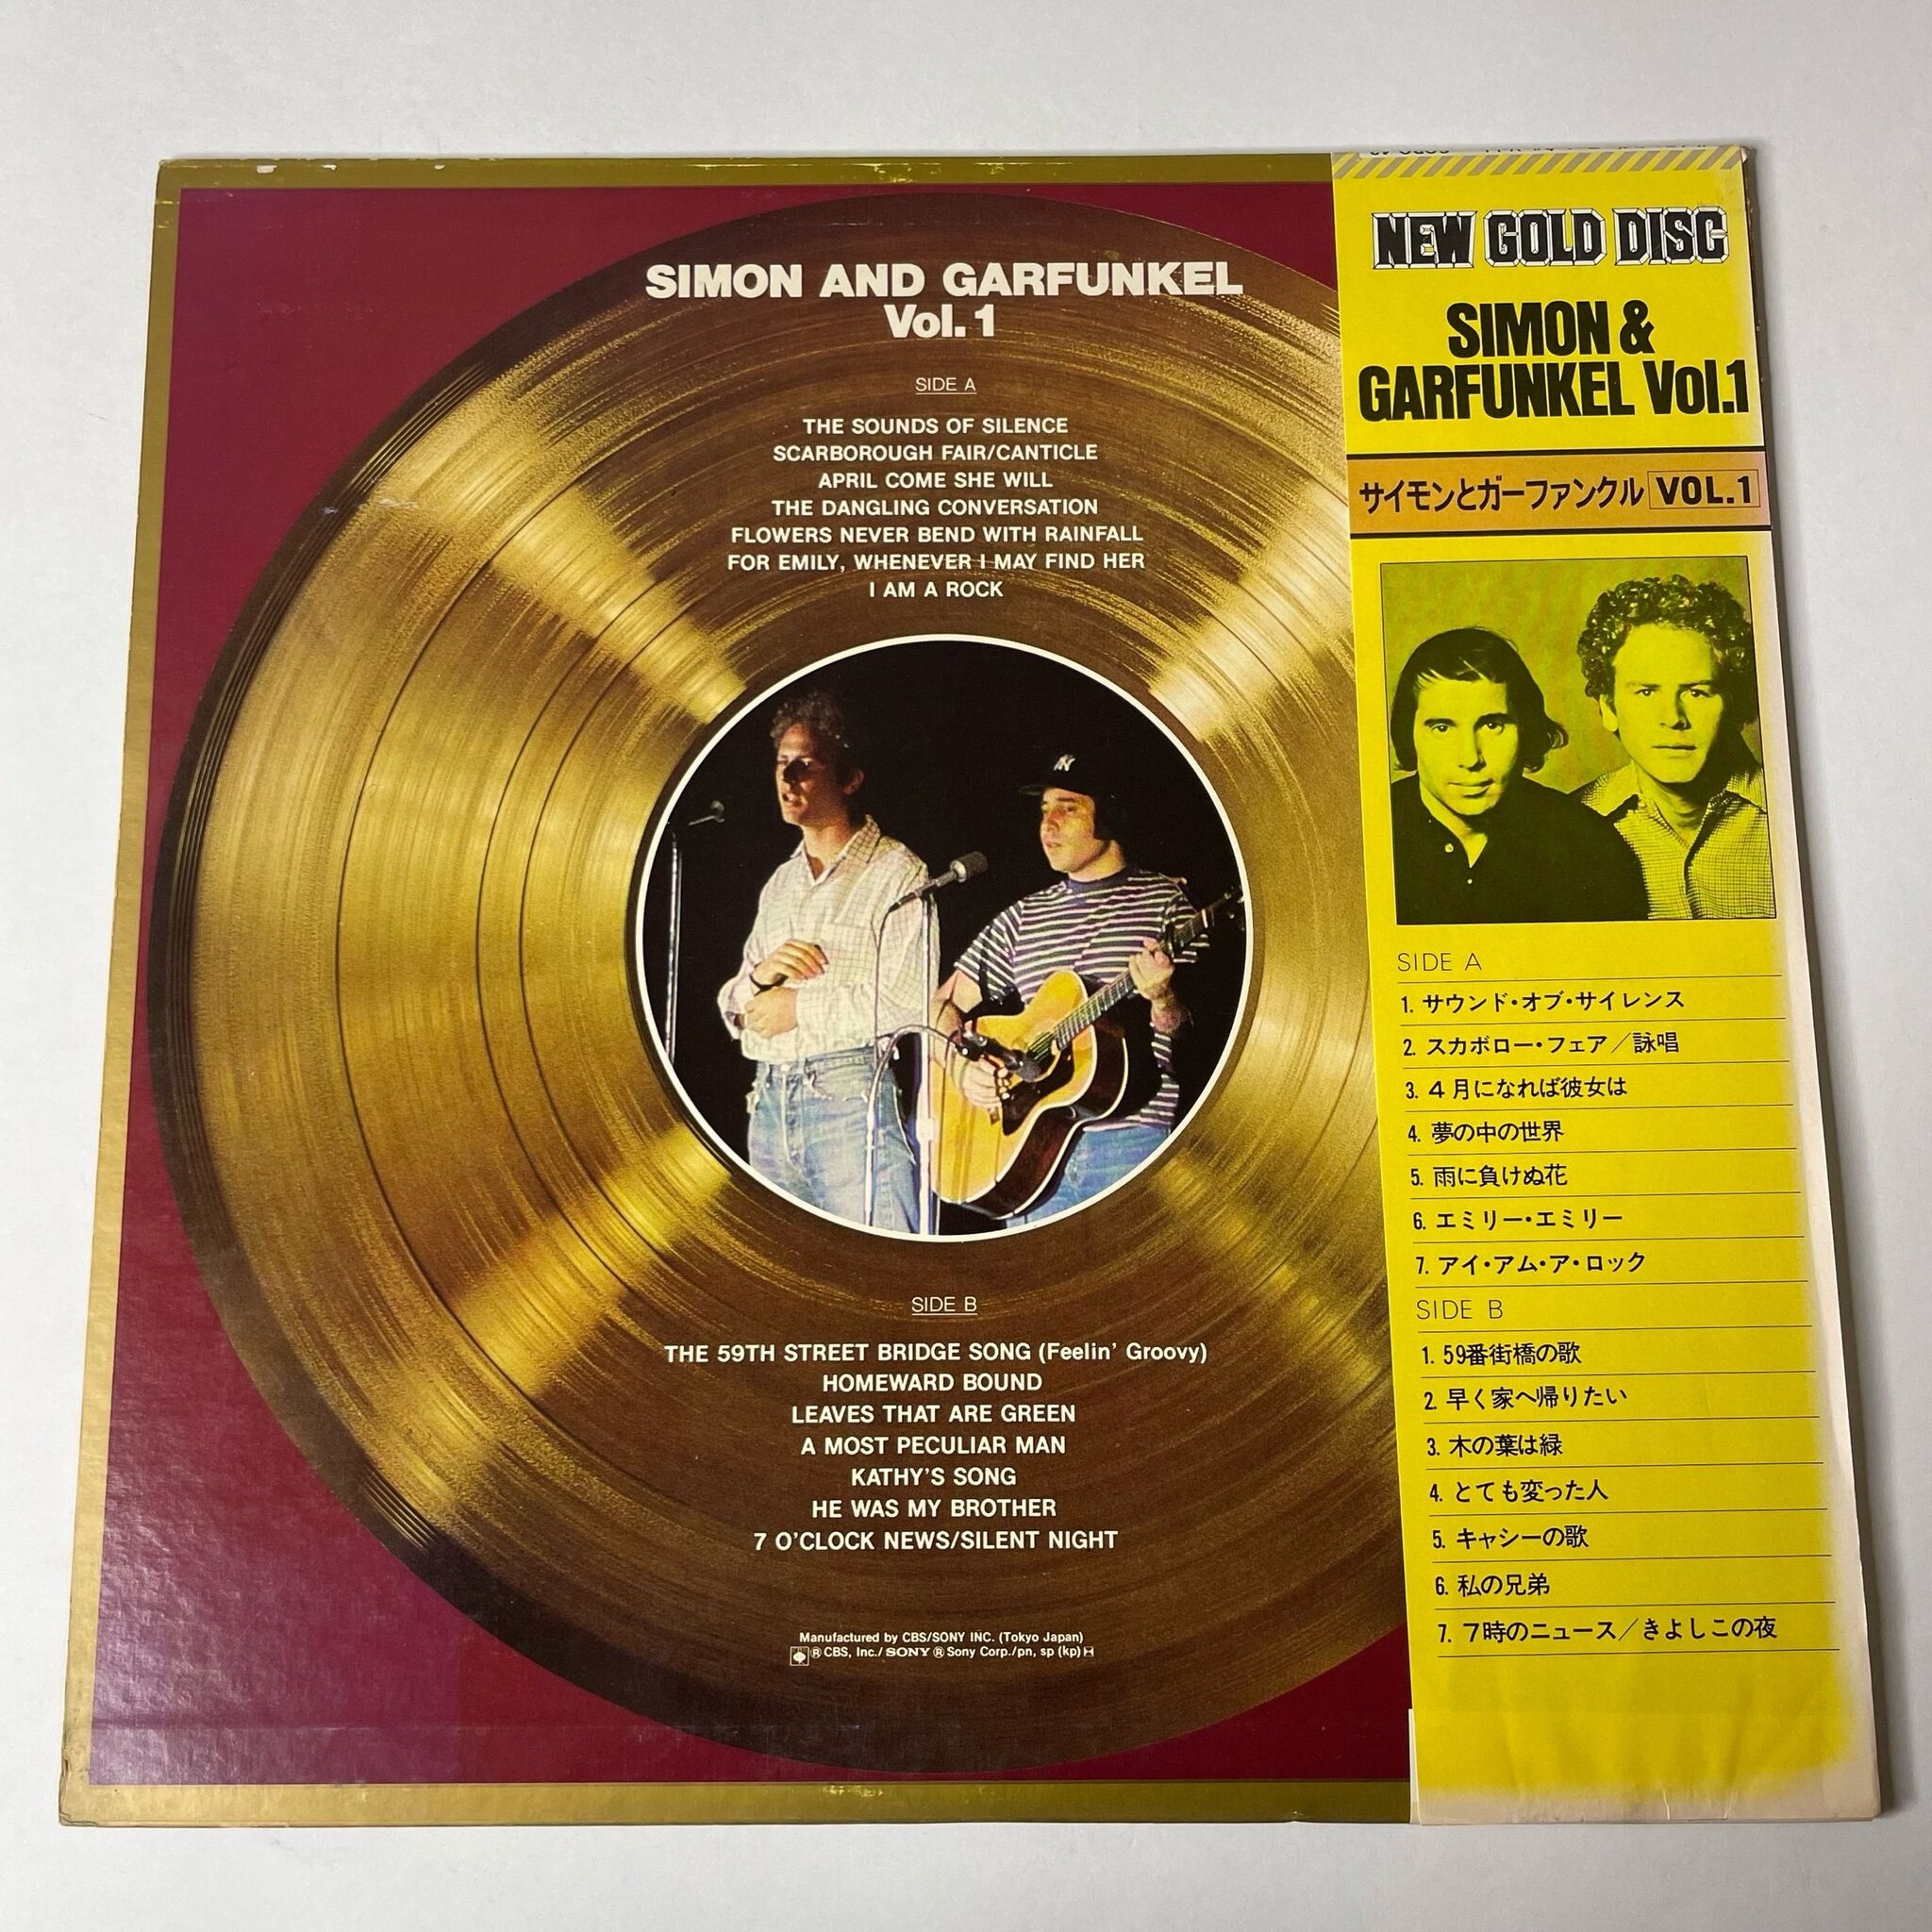 SIMON AND GARFUNKEL
Vol. 1
SIDE A
THE SOUNDS OF SILENCE
SCARBOROUGH FAIR/CANTICLE
APRIL COME SHE WILL
THE DANGLING CONVERSATION
FLOWERS NEVER BEND WITH RAINFALL
FOR EMILY, WHENEVER I MAY FIND HER
I AM A ROCK
NY
SIDE B
THE 59TH STREET BRIDGE SONG (Feelin' Groovy)
HOMEWARD BOUND
LEAVES THAT ARE GREEN
A MOST PECULIAR MAN
KATHY'S SONG
HE WAS MY BROTHER
7 O'CLOCK NEWS/SILENT NIGHT
Manufactured by CBS/SONY INC. (Tokyo Japan)
® CBS, Inc./ SONY ® Sony Corp./pn, sp (kp) H
NEW GOLD DISC
SIMON &
GARFUNKEL Vol.1
サイモンとガーファンクル VOL.1
SIDE A
1. サウンド・オブ・サイレンス
2. スカボロー・フェア／詠唱
3. 4月になれば彼女は
4. 夢の中の世界
5. 雨に負けぬ花
6. エミリー・エミリー
7. アイ・アム・ア・ロック
SIDE B
1. 59番街橋の歌
2. 早く家へ帰りたい
3. 木の葉は緑
4. とても変った人
5. キャシーの歌
6. 私の兄弟
7. 7時のニュース／きよしこの夜